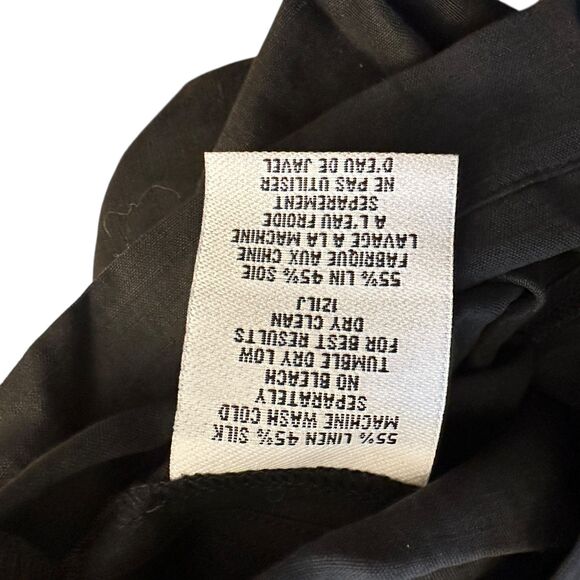 55% LINEN 45% SILK
MACHINE WASH COLD
SEPARATELY
NO BLEACH
TUMBLE DRY LOW
FOR BEST RESULTS
DRY CLEAN
IZILJ
55% LIN 45% SOIE
FABRIQUE AUX CHINE
LAVAGE A LA MACHINE
A L'EAU FROIDE
SEPAREMENT
NE PAS UTILISER
D'EAU DE JAVEL